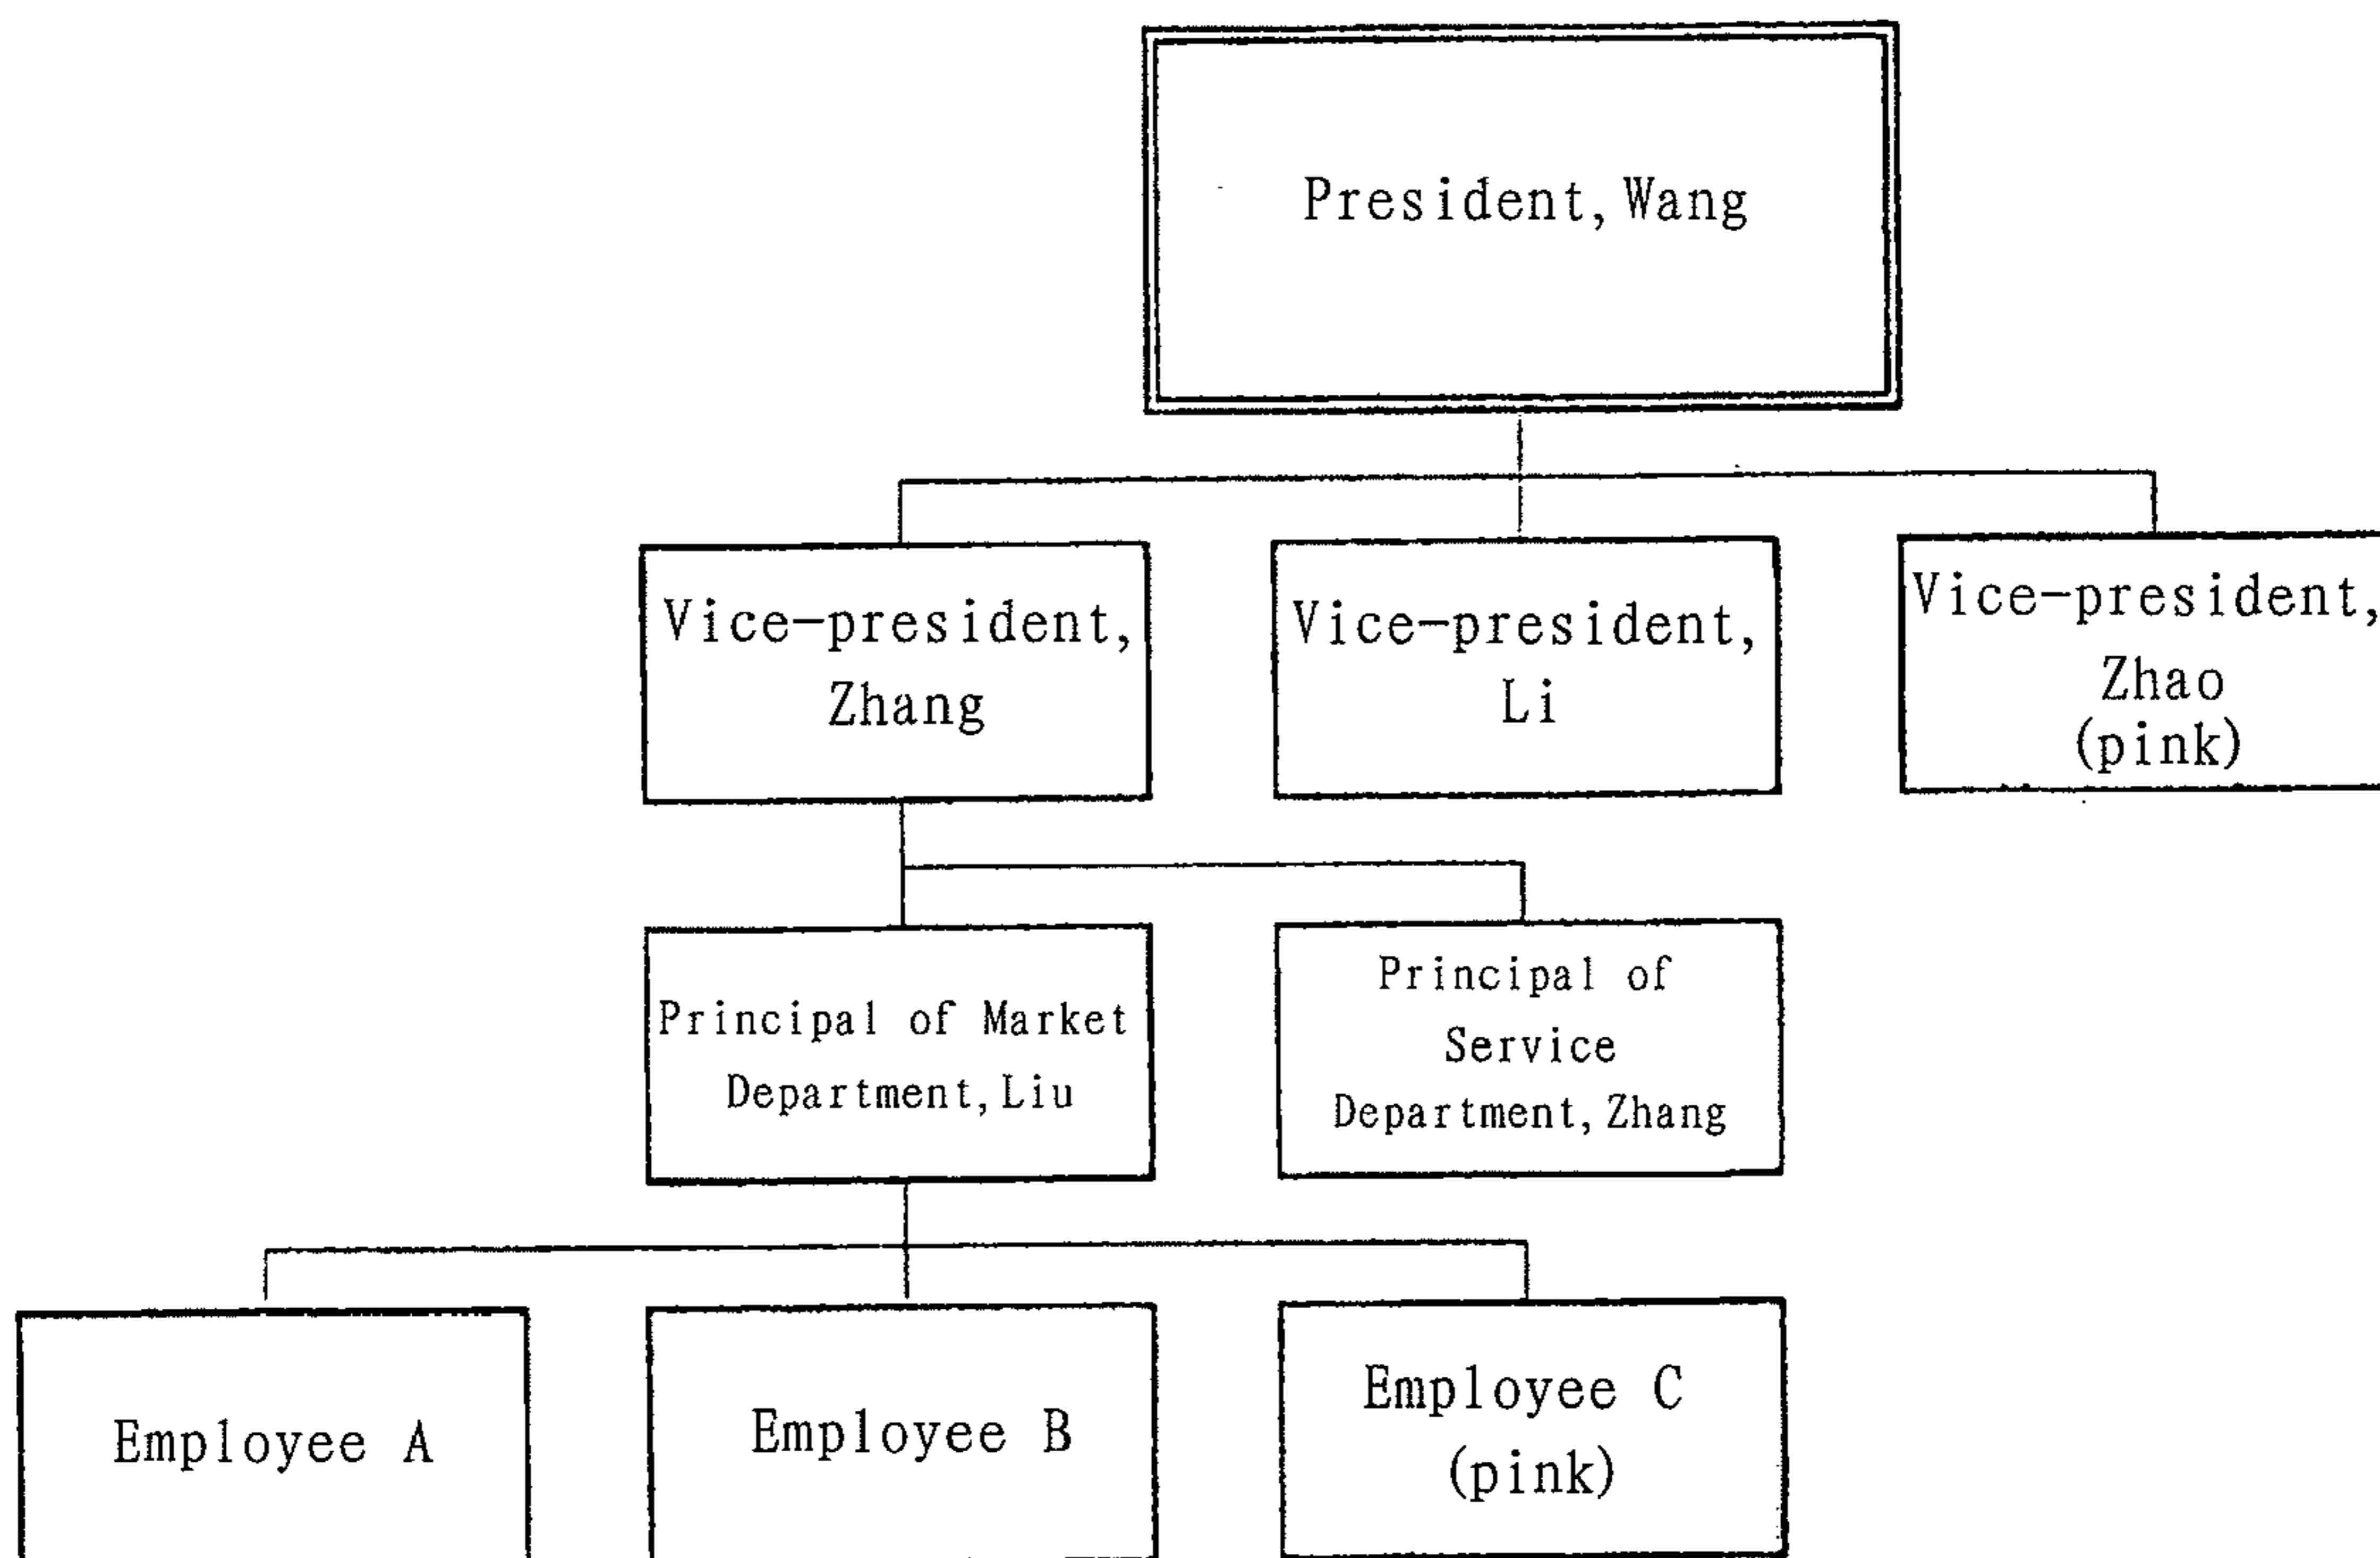 President, Wang
Vice-president,
Zhang
Vice-president,
Li
Vice-president,
Zhao
(pink)
Principal of Market
Department, Liu
Principal of
Service
Department, Zhang
Employee A
Employee B
Employee C
(pink)